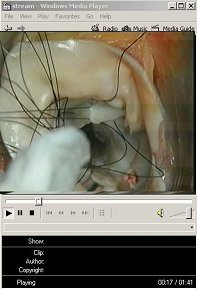 stream - Windows Media Player
File View Play Favorites Go Help
Radio Music Media Guide
Show:
Clip:
Author:
Copyright:
Playing 00:17 / 01:41